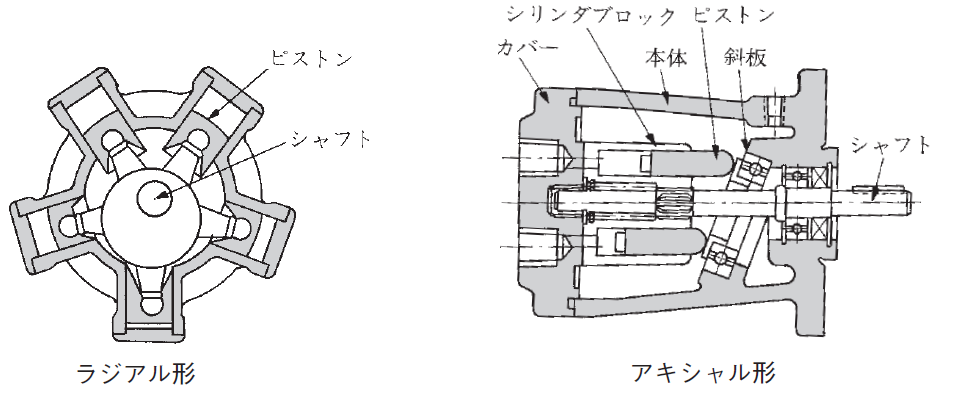 ピストン
シャフト
ラジアル形
シリンダブロック ピストン
カバー
本体 斜板
シャフト
アキシャル形